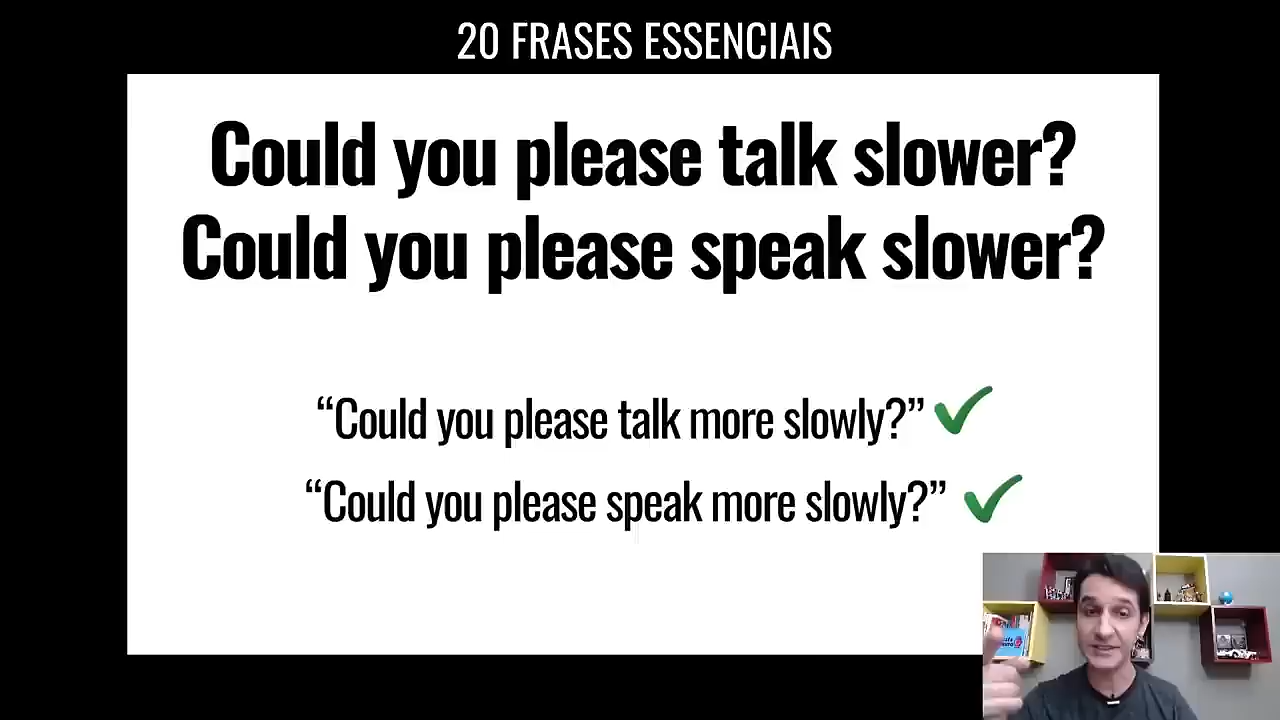 20 FRASES ESSENCIAIS
Could you please talk slower?
Could you please speak slower?
“Could you please talk more slowly?”
“Could you please speak more slowly?”